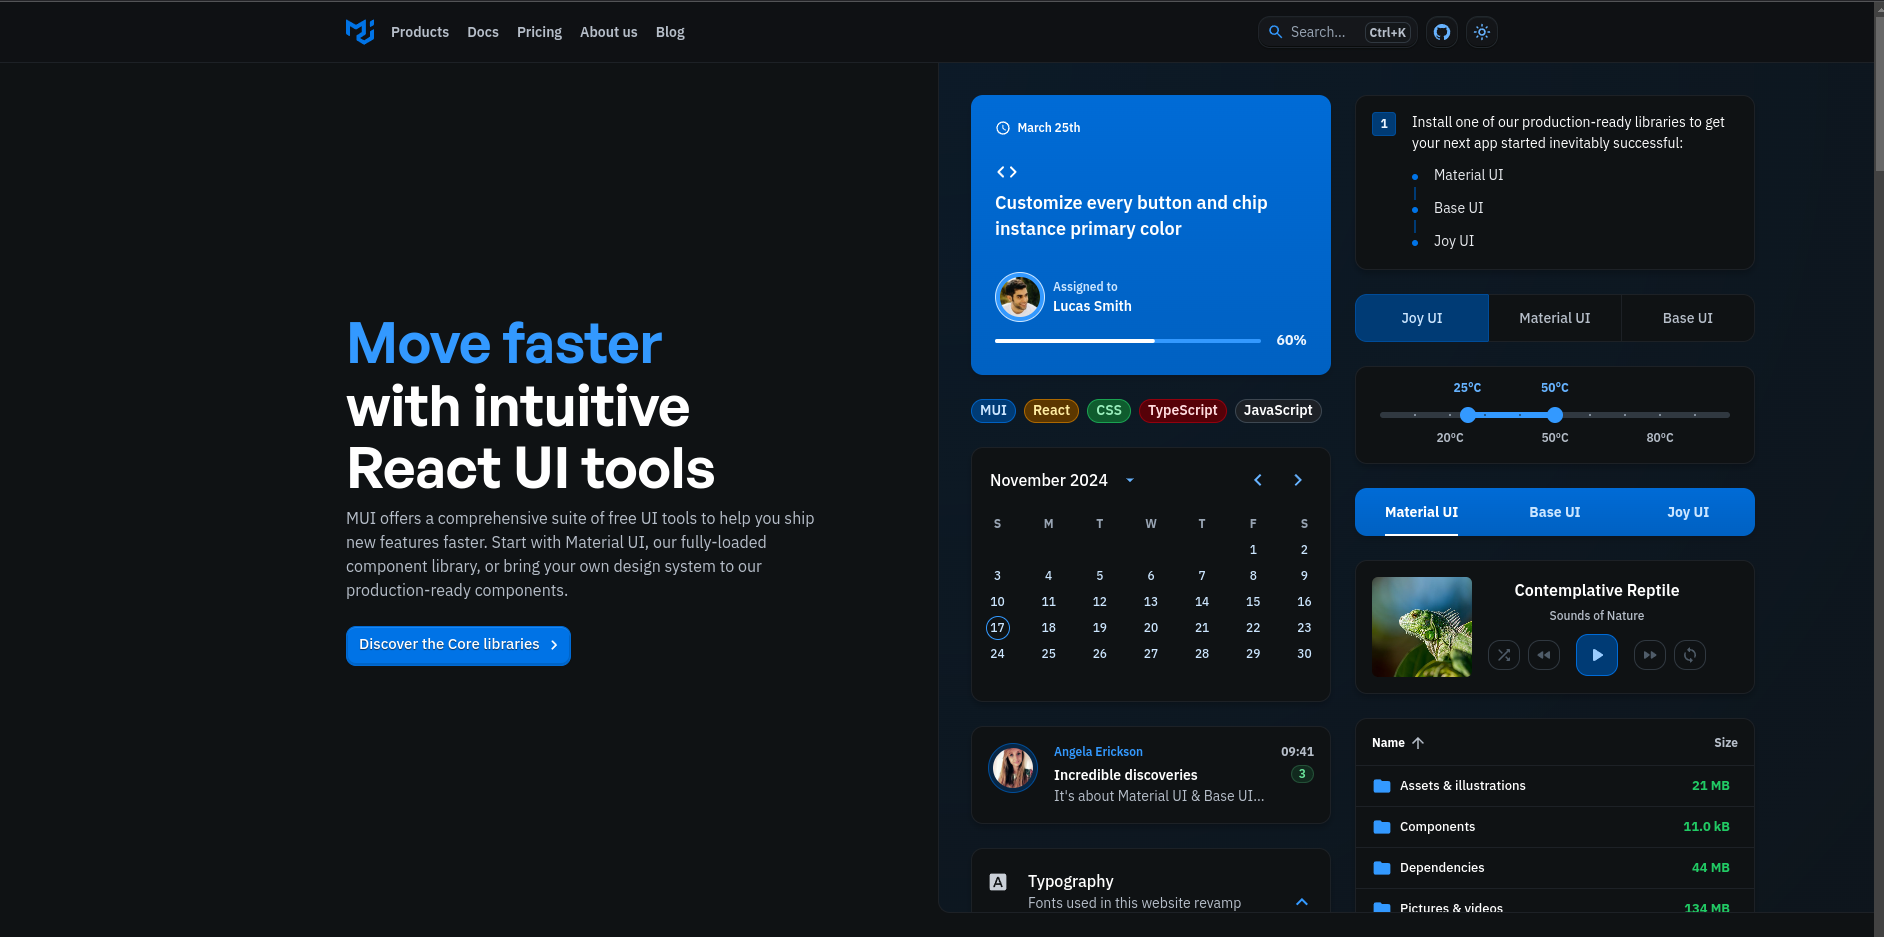 Products Docs Pricing About us Blog
Search... Ctrl+K
Move faster
with intuitive
React UI tools
MUI offers a comprehensive suite of free UI tools to help you ship
new features faster. Start with Material UI, our fully-loaded
component library, or bring your own design system to our
production-ready components.
Discover the Core libraries
March 25th
Customize every button and chip
instance primary color
Assigned to
Lucas Smith
60%
MUI React CSS TypeScript JavaScript
November 2024
S M T W T F S
1 2
3 4 5 6 7 8 9
10 11 12 13 14 15 16
17 18 19 20 21 22 23
24 25 26 27 28 29 30
Angela Erickson 09:41
Incredible discoveries 3
It's about Material UI & Base UI...
A Typography
Fonts used in this website revamp
1 Install one of our production-ready libraries to get
your next app started inevitably successful:
Material UI
Base UI
Joy UI
Joy UI Material UI Base UI
25°C 50°C
20°C 50°C 80°C
Material UI Base UI Joy UI
Contemplative Reptile
Sounds of Nature
Name Size
Assets & illustrations 21 MB
Components 11.0 kB
Dependencies 44 MB
Pictures & videos 134 MB